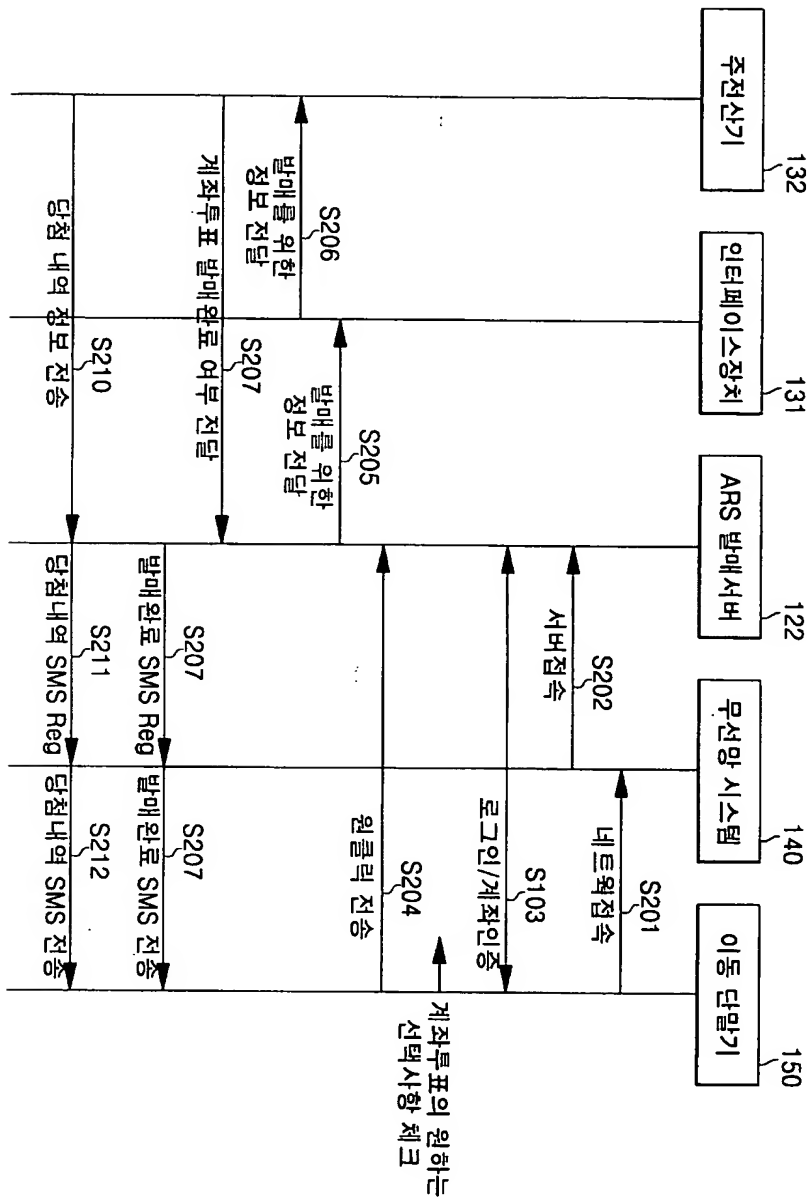 132
131
122
140
150
주전산기
인터페이스장치
ARS 발매서버
무선망 시스템
이동 단말기
S201
네트웍접속
S202
서버접속
S103
로그인/계좌인증
계좌투표의 원하는
선택사항 체크
S204
원클릭 전송
S205
발매를 위한
정보 전달
S206
발매를 위한
정보 전달
S207
계좌투표 발매완료 여부 전달
S207
발매완료 SMS Reg
S207
발매완료 SMS 전송
S210
당첨 내역 정보 전송
S211
당첨내역 SMS Reg
S212
당첨내역 SMS 전송